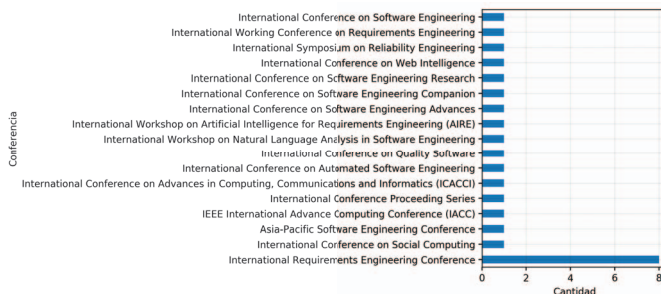 International Conference on Software Engineering
International Working Conference on Requirements Engineering
International Symposium on Reliability Engineering
International Conference on Web Intelligence
International Conference on Software Engineering Research
International Conference on Software Engineering Companion
International Conference on Software Engineering Advances
International Workshop on Artificial Intelligence for Requirements Engineering (AIRE)
International Workshop on Natural Language Analysis in Software Engineering
International Conference on Quality Software
International Conference on Automated Software Engineering
International Conference on Advances in Computing, Communications and Informatics (ICACCI)
International Conference Proceeding Series
IEEE International Advance Computing Conference (IACC)
Asia-Pacific Software Engineering Conference
International Conference on Social Computing
International Requirements Engineering Conference
Conferencia
0 2 4 6 8
Cantidad